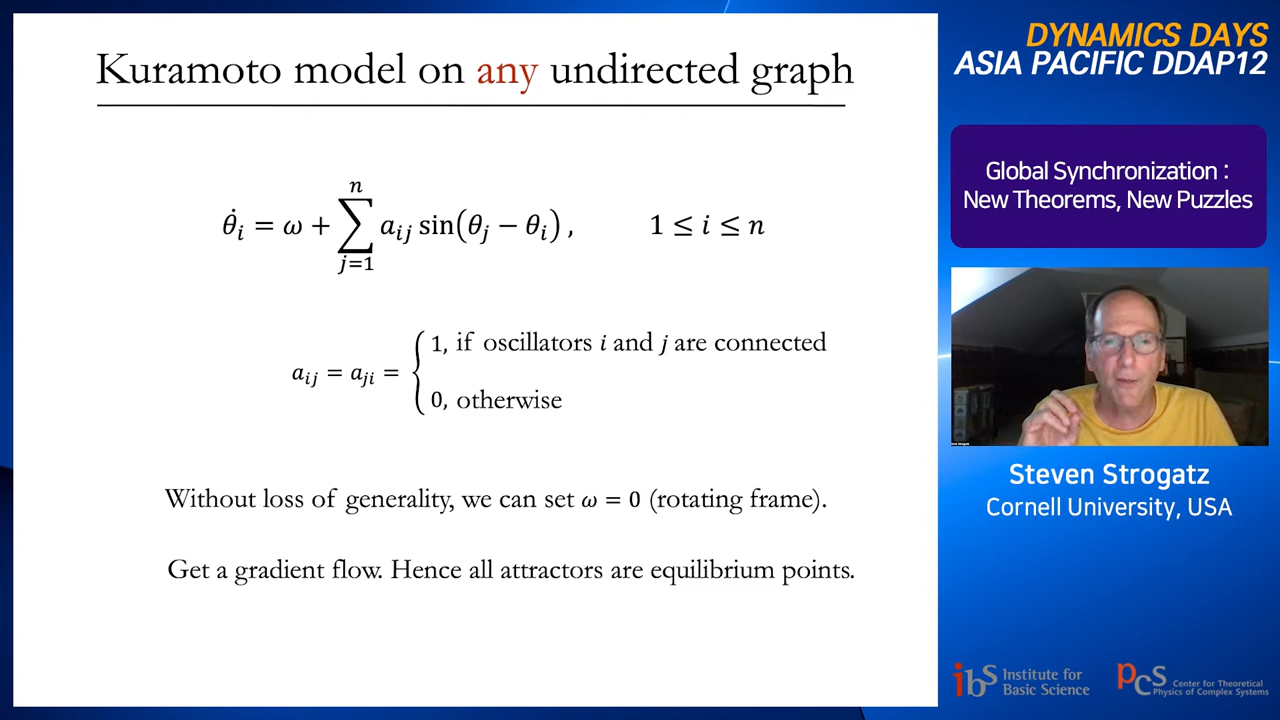 Kuramoto model on any undirected graph
θ̇ᵢ = ω + ∑ⁿⱼ₌₁ aᵢⱼ sin(θⱼ − θᵢ) , 1 ≤ i ≤ n
aᵢⱼ = aⱼᵢ = { 1, if oscillators i and j are connected
0, otherwise
Without loss of generality, we can set ω = 0 (rotating frame).
Get a gradient flow. Hence all attractors are equilibrium points.
DYNAMICS DAYS
ASIA PACIFIC DDAP12
Global Synchronization :
New Theorems, New Puzzles
Steven Strogatz
Cornell University, USA
ibs Institute for
Basic Science
pcs Center for Theoretical
Physics of Complex Systems